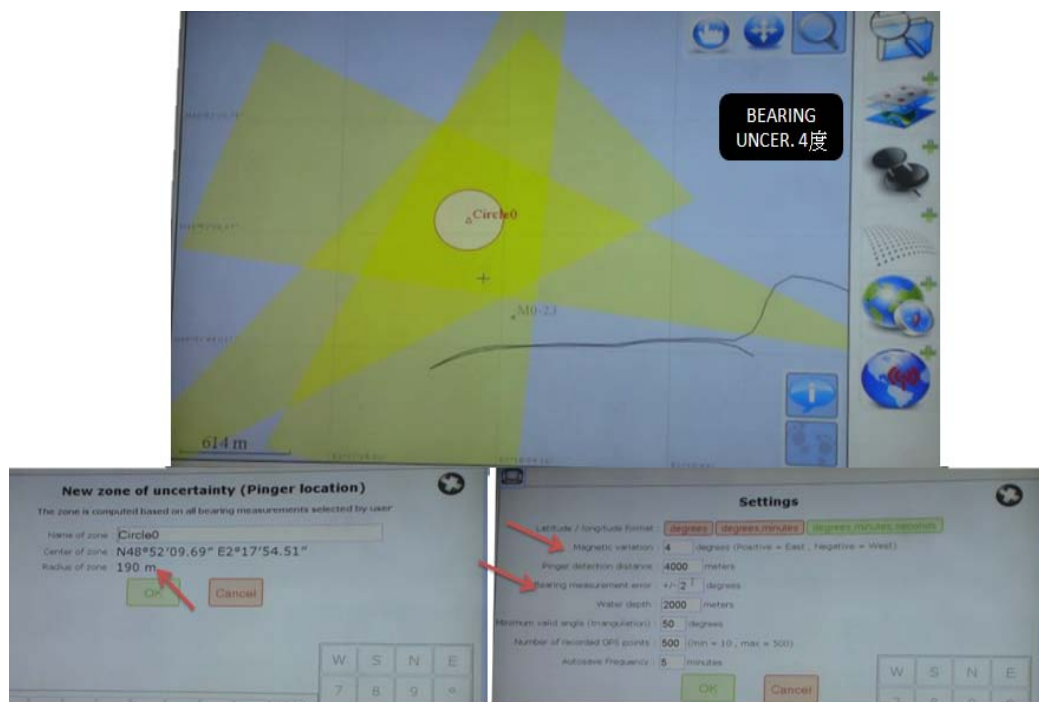 BEARING
UNCER. 4度
Circle0
M0-23
614 m
New zone of uncertainty (Pinger location)
The zone is computed based on all bearing measurements selected by user
Name of zone : Circle0
Center of zone : N48°52'09.69" E2°17'54.51"
Radius of zone : 190 m
OK
Cancel
W S N E
7 8 9
Settings
Latitude / longitude format : degrees degrees,minutes degrees,minutes,seconds
Magnetic variation : 4 degrees (Positive = East , Negative = West)
Pinger detection distance : 4000 meters
Bearing measurement error : +/- 2 degrees
Water depth : 2000 meters
Minimum valid angle (triangulation) : 50 degrees
Number of recorded GPS points : 500 (min = 10 , max = 500)
Autosave Frequency : 5 minutes
OK
Cancel
W S N E